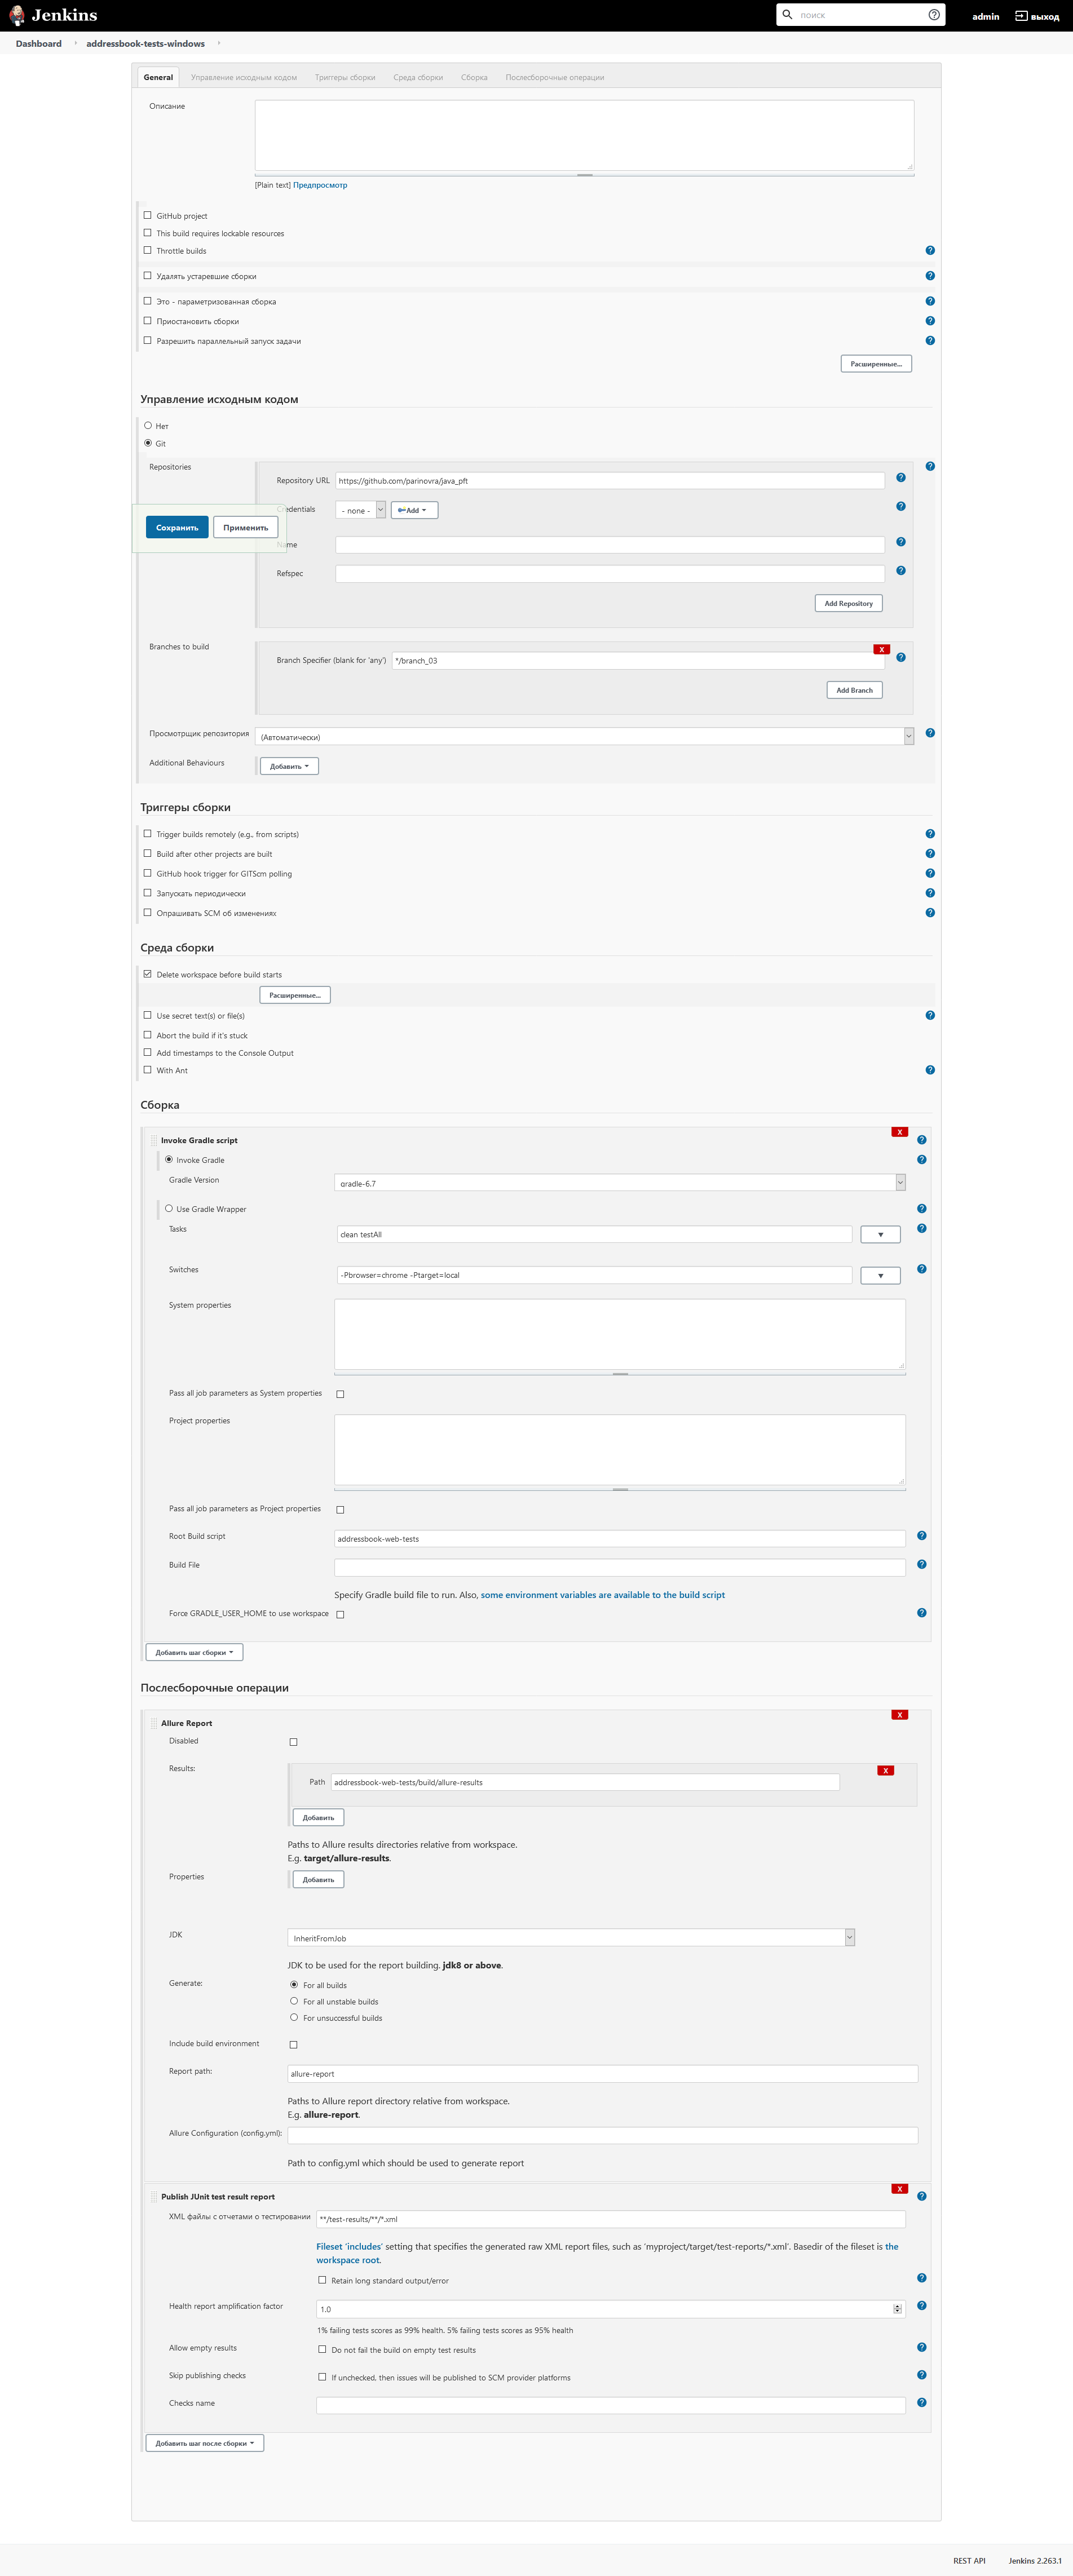 Jenkins
поиск
admin
выход
Dashboard
addressbook-tests-windows
General
Управление исходным кодом
Триггеры сборки
Среда сборки
Сборка
Послесборочные операции
Описание
[Plain text] Предпросмотр
GitHub project
This build requires lockable resources
Throttle builds
Удалять устаревшие сборки
Это - параметризованная сборка
Приостановить сборки
Разрешить параллельный запуск задачи
Расширенные...
Управление исходным кодом
Нет
Git
Repositories
Repository URL
https://github.com/parinovra/java_pft
Credentials
- none -
Add
Сохранить
Применить
Name
Refspec
Add Repository
Branches to build
X
Branch Specifier (blank for 'any')
*/branch_03
Add Branch
Просмотрщик репозитория
(Автоматически)
Additional Behaviours
Добавить
Триггеры сборки
Trigger builds remotely (e.g., from scripts)
Build after other projects are built
GitHub hook trigger for GITScm polling
Запускать периодически
Опрашивать SCM об изменениях
Среда сборки
Delete workspace before build starts
Расширенные...
Use secret text(s) or file(s)
Abort the build if it's stuck
Add timestamps to the Console Output
With Ant
Сборка
X
Invoke Gradle script
Invoke Gradle
Gradle Version
gradle-6.7
Use Gradle Wrapper
Tasks
clean testAll
Switches
-Pbrowser=chrome -Ptarget=local
System properties
Pass all job parameters as System properties
Project properties
Pass all job parameters as Project properties
Root Build script
addressbook-web-tests
Build File
Specify Gradle build file to run. Also, some environment variables are available to the build script
Force GRADLE_USER_HOME to use workspace
Добавить шаг сборки
Послесборочные операции
X
Allure Report
Disabled
Results:
X
Path
addressbook-web-tests/build/allure-results
Добавить
Paths to Allure results directories relative from workspace.
E.g. target/allure-results.
Properties
Добавить
JDK
InheritFromJob
JDK to be used for the report building. jdk8 or above.
Generate:
For all builds
For all unstable builds
For unsuccessful builds
Include build environment
Report path:
allure-report
Paths to Allure report directory relative from workspace.
E.g. allure-report.
Allure Configuration (config.yml):
Path to config.yml which should be used to generate report
X
Publish JUnit test result report
XML файлы с отчетами о тестировании
**/test-results/**/*.xml
Fileset 'includes' setting that specifies the generated raw XML report files, such as 'myproject/target/test-reports/*.xml'. Basedir of the fileset is the
workspace root.
Retain long standard output/error
Health report amplification factor
1.0
1% failing tests scores as 99% health. 5% failing tests scores as 95% health
Allow empty results
Do not fail the build on empty test results
Skip publishing checks
If unchecked, then issues will be published to SCM provider platforms
Checks name
Добавить шаг после сборки
REST API
Jenkins 2.263.1